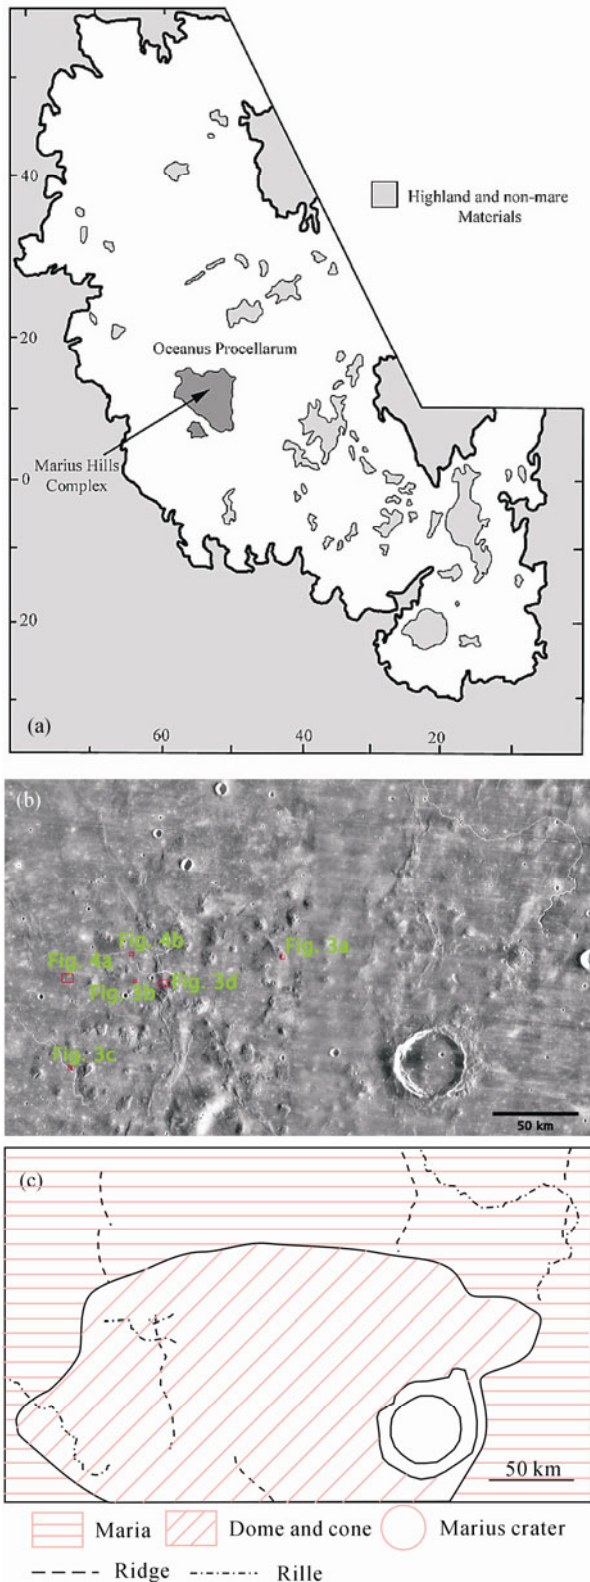 40
Highland and non-mare
Materials
20
Oceanus Procellarum
Marius Hills
Complex
0
20
(a)
60
40
20
(b)
Fig. 4b
Fig. 3a
Fig. 4a
Fig. 3b
Fig. 3d
Fig. 3c
50 km
(c)
50 km
Maria
Dome and cone
Marius crater
Ridge
Rille